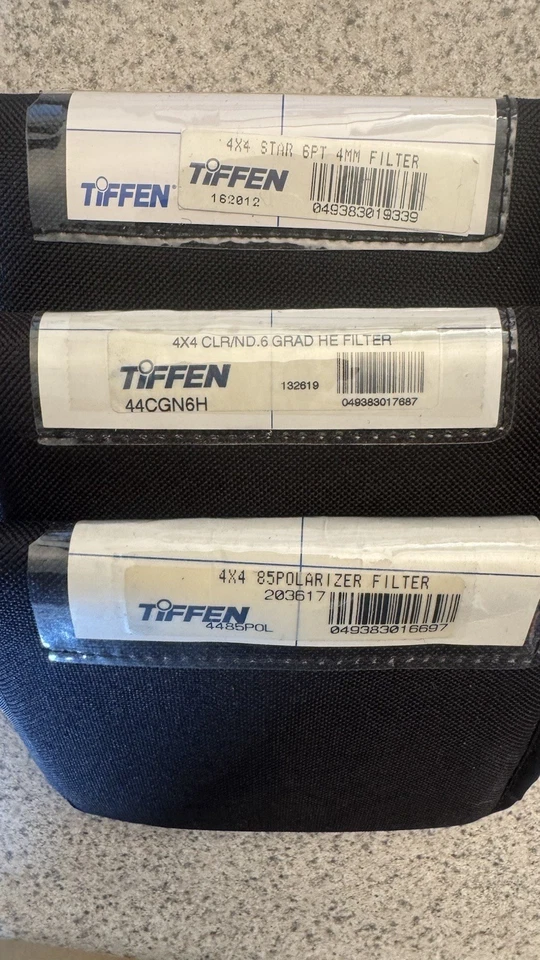 4X4 STAR 6PT 4MM FILTER
TIFFEN® TIFFEN
162012
049383019339
4X4 CLR/ND.6 GRAD HE FILTER
TIFFEN
44CGN6H 132619 049383017687
4X4 85POLARIZER FILTER
203617
TIFFEN
4485POL 049383016697